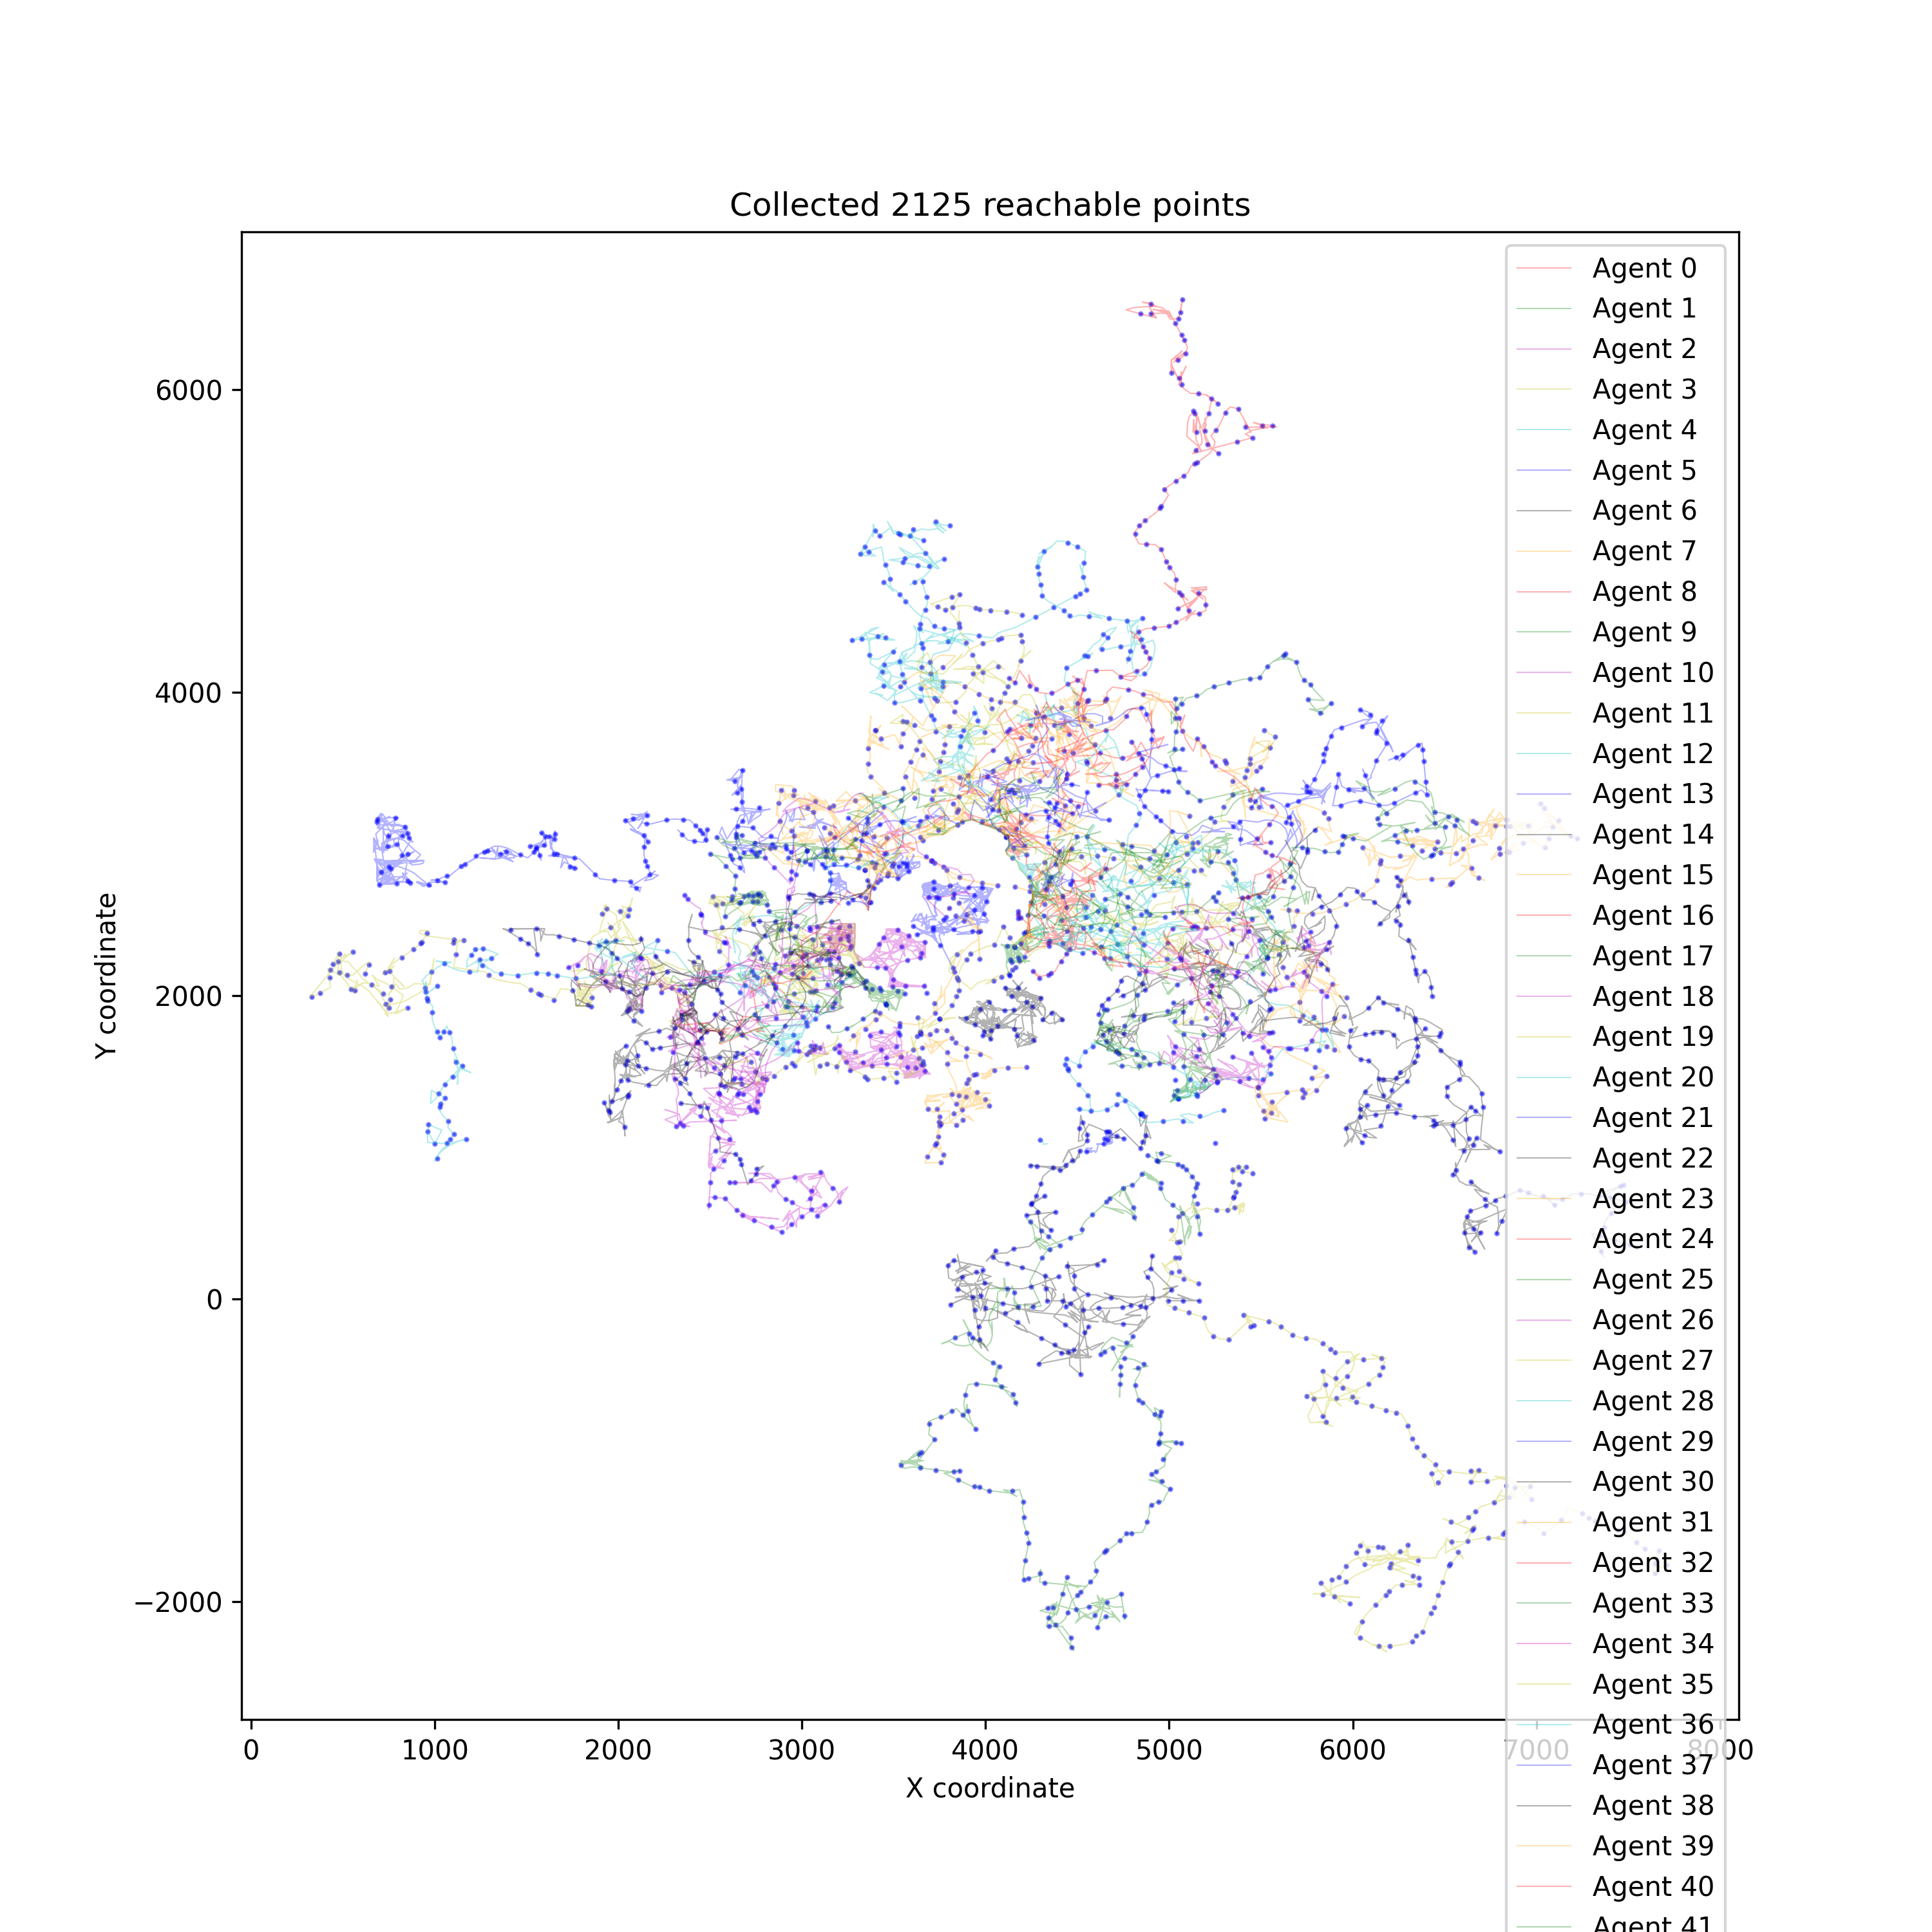 Collected 2125 reachable points
6000
4000
2000
0
−2000
0 1000 2000 3000 4000 5000 6000 7000 8000
X coordinate
Y coordinate
Agent 0
Agent 1
Agent 2
Agent 3
Agent 4
Agent 5
Agent 6
Agent 7
Agent 8
Agent 9
Agent 10
Agent 11
Agent 12
Agent 13
Agent 14
Agent 15
Agent 16
Agent 17
Agent 18
Agent 19
Agent 20
Agent 21
Agent 22
Agent 23
Agent 24
Agent 25
Agent 26
Agent 27
Agent 28
Agent 29
Agent 30
Agent 31
Agent 32
Agent 33
Agent 34
Agent 35
Agent 36
Agent 37
Agent 38
Agent 39
Agent 40
Agent 41